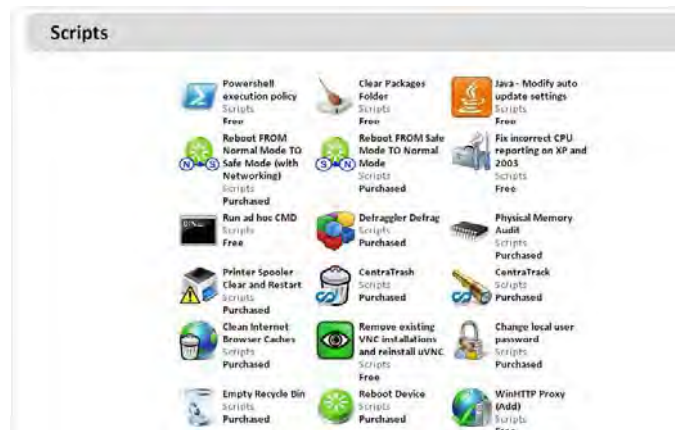 Scripts
Powershell
execution policy
Scripts
Free
Clear Packages
Folder
Scripts
Free
Java - Modify auto
update settings
Scripts
Free
Reboot FROM
Normal Mode TO
Safe Mode (with
Networking)
Scripts
Purchased
N S
Reboot FROM Safe
Mode TO Normal
Mode
Scripts
Purchased
S N
Fix incorrect CPU
reporting on XP and
2003
Scripts
Free
Run ad hoc CMD
Scripts
Free
Defraggler Defrag
Scripts
Purchased
Physical Memory
Audit
Scripts
Purchased
Printer Spooler
Clear and Restart
Scripts
Purchased
CentraTrash
Scripts
Purchased
CentraTrack
Scripts
Purchased
Clean Internet
Browser Caches
Scripts
Purchased
Remove existing
VNC installations
and reinstall uVNC
Scripts
Free
Change local user
password
Scripts
Purchased
Empty Recycle Bin
Scripts
Purchased
Reboot Device
Scripts
Purchased
WinHTTP Proxy
(Add)
Scripts
Free